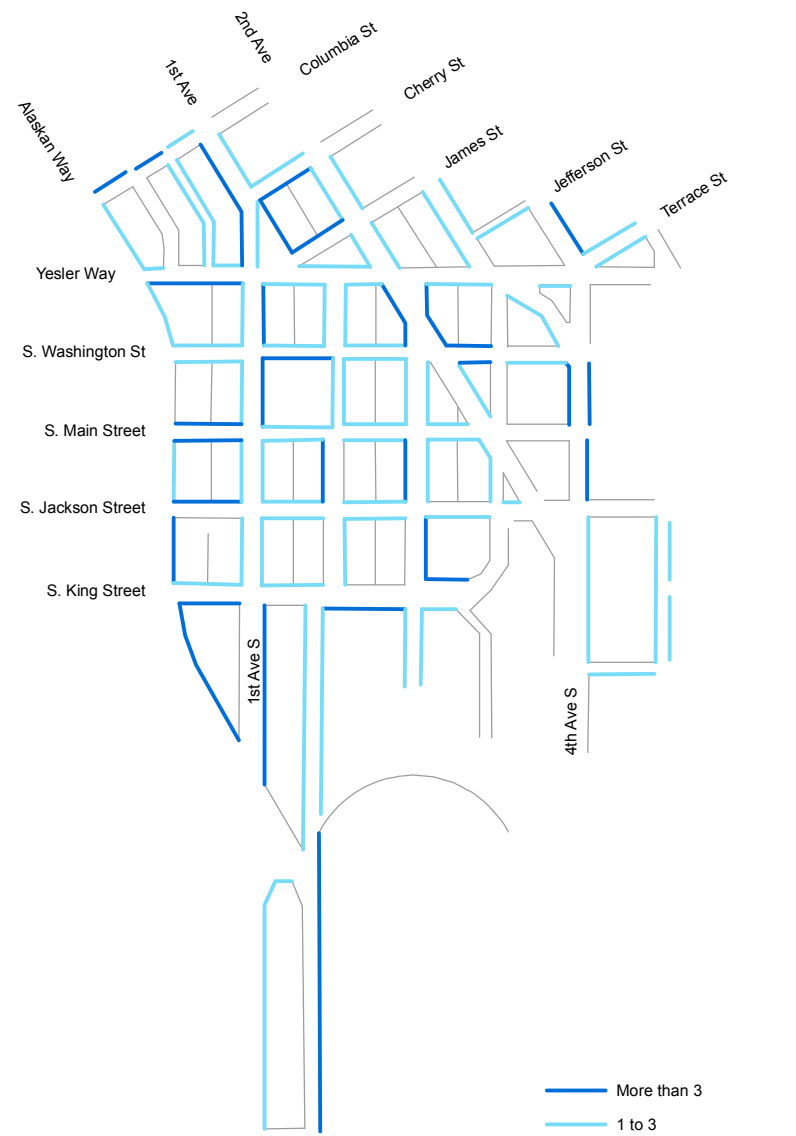 2nd Ave
Columbia St
1st Ave
Cherry St
Alaskan Way
James St
Jefferson St
Terrace St
Yesler Way
S. Washington St
S. Main Street
S. Jackson Street
S. King Street
1st Ave S
4th Ave S
More than 3
1 to 3